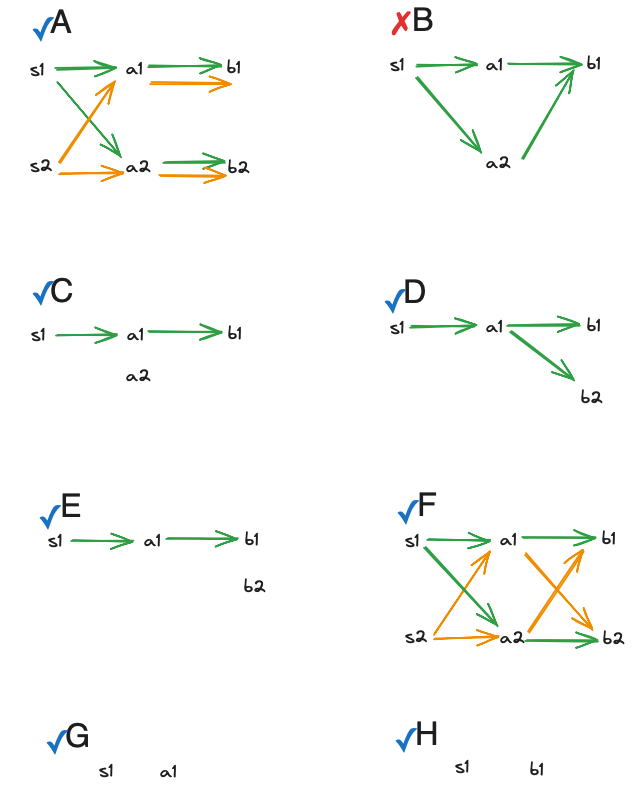 ✓A
s1 a1 b1
s2 a2 b2
✗B
s1 a1 b1
a2
✓C
s1 a1 b1
a2
✓D
s1 a1 b1
b2
✓E
s1 a1 b1
b2
✓F
s1 a1 b1
s2 a2 b2
✓G
s1 a1
✓H
s1 b1